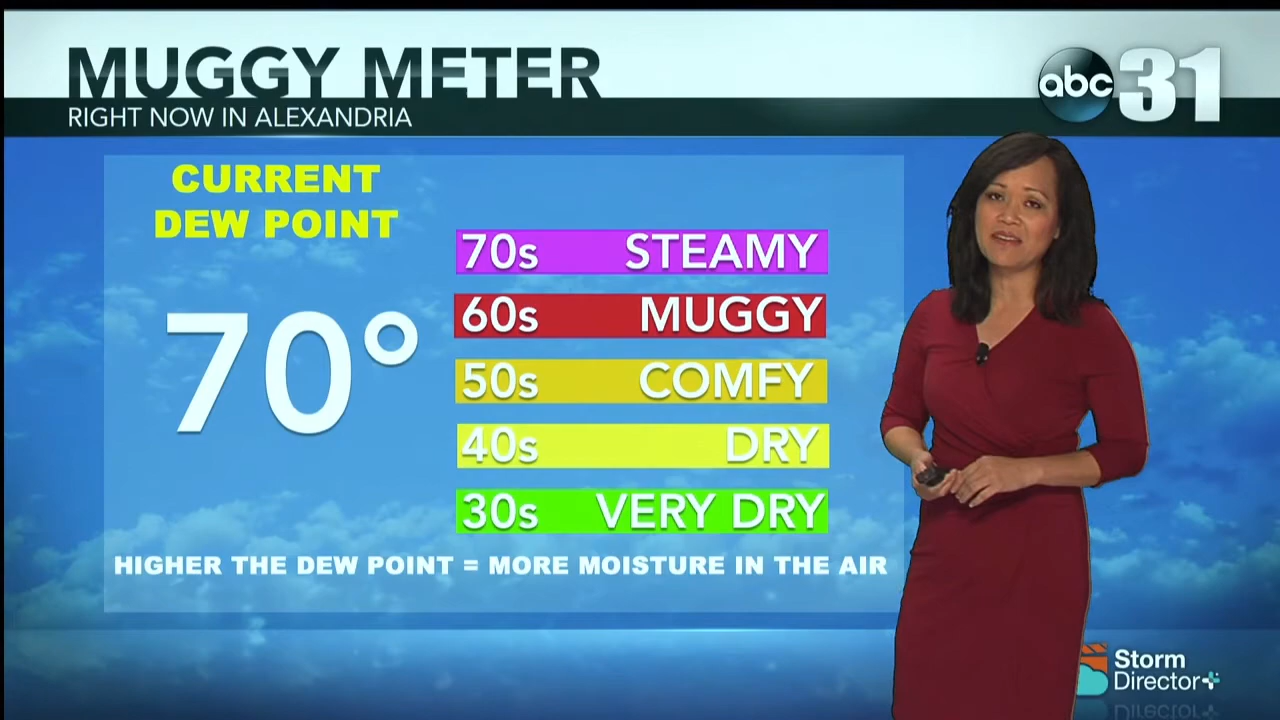 MUGGY METER
RIGHT NOW IN ALEXANDRIA
abc 31
CURRENT
DEW POINT
70°
70s STEAMY
60s MUGGY
50s COMFY
40s DRY
30s VERY DRY
HIGHER THE DEW POINT = MORE MOISTURE IN THE AIR
Storm
Director+